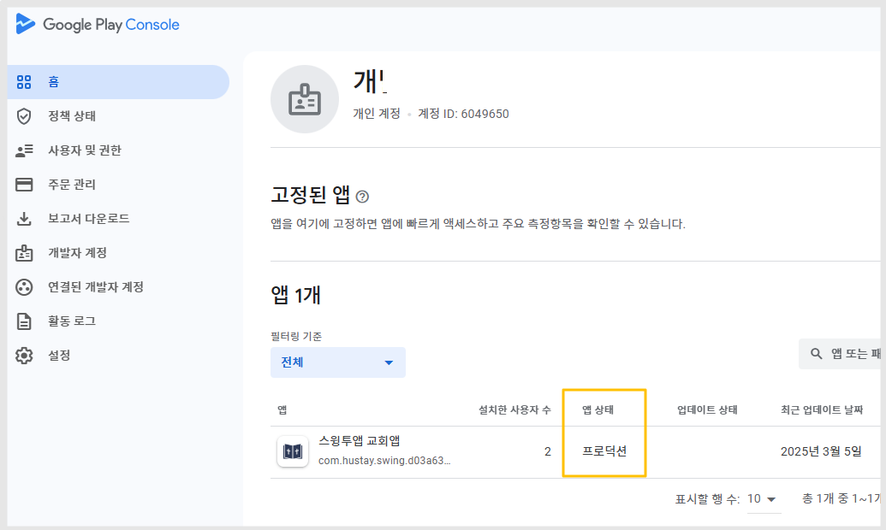 Google Play Console
홈
정책 상태
사용자 및 권한
주문 관리
보고서 다운로드
개발자 계정
연결된 개발자 계정
활동 로그
설정
개인 계정 • 계정 ID: 6049650
고정된 앱 ?
앱을 여기에 고정하면 앱에 빠르게 액세스하고 주요 측정항목을 확인할 수 있습니다.
앱 1개
필터링 기준
전체
앱 또는
앱 설치한 사용자 수 앱 상태 업데이트 상태 최근 업데이트 날짜
스윙투앱 교회앱 2 프로덕션 2025년 3월 5일
com.hustay.swing.d03a63...
표시할 행 수: 10 총 1개 중 1~1